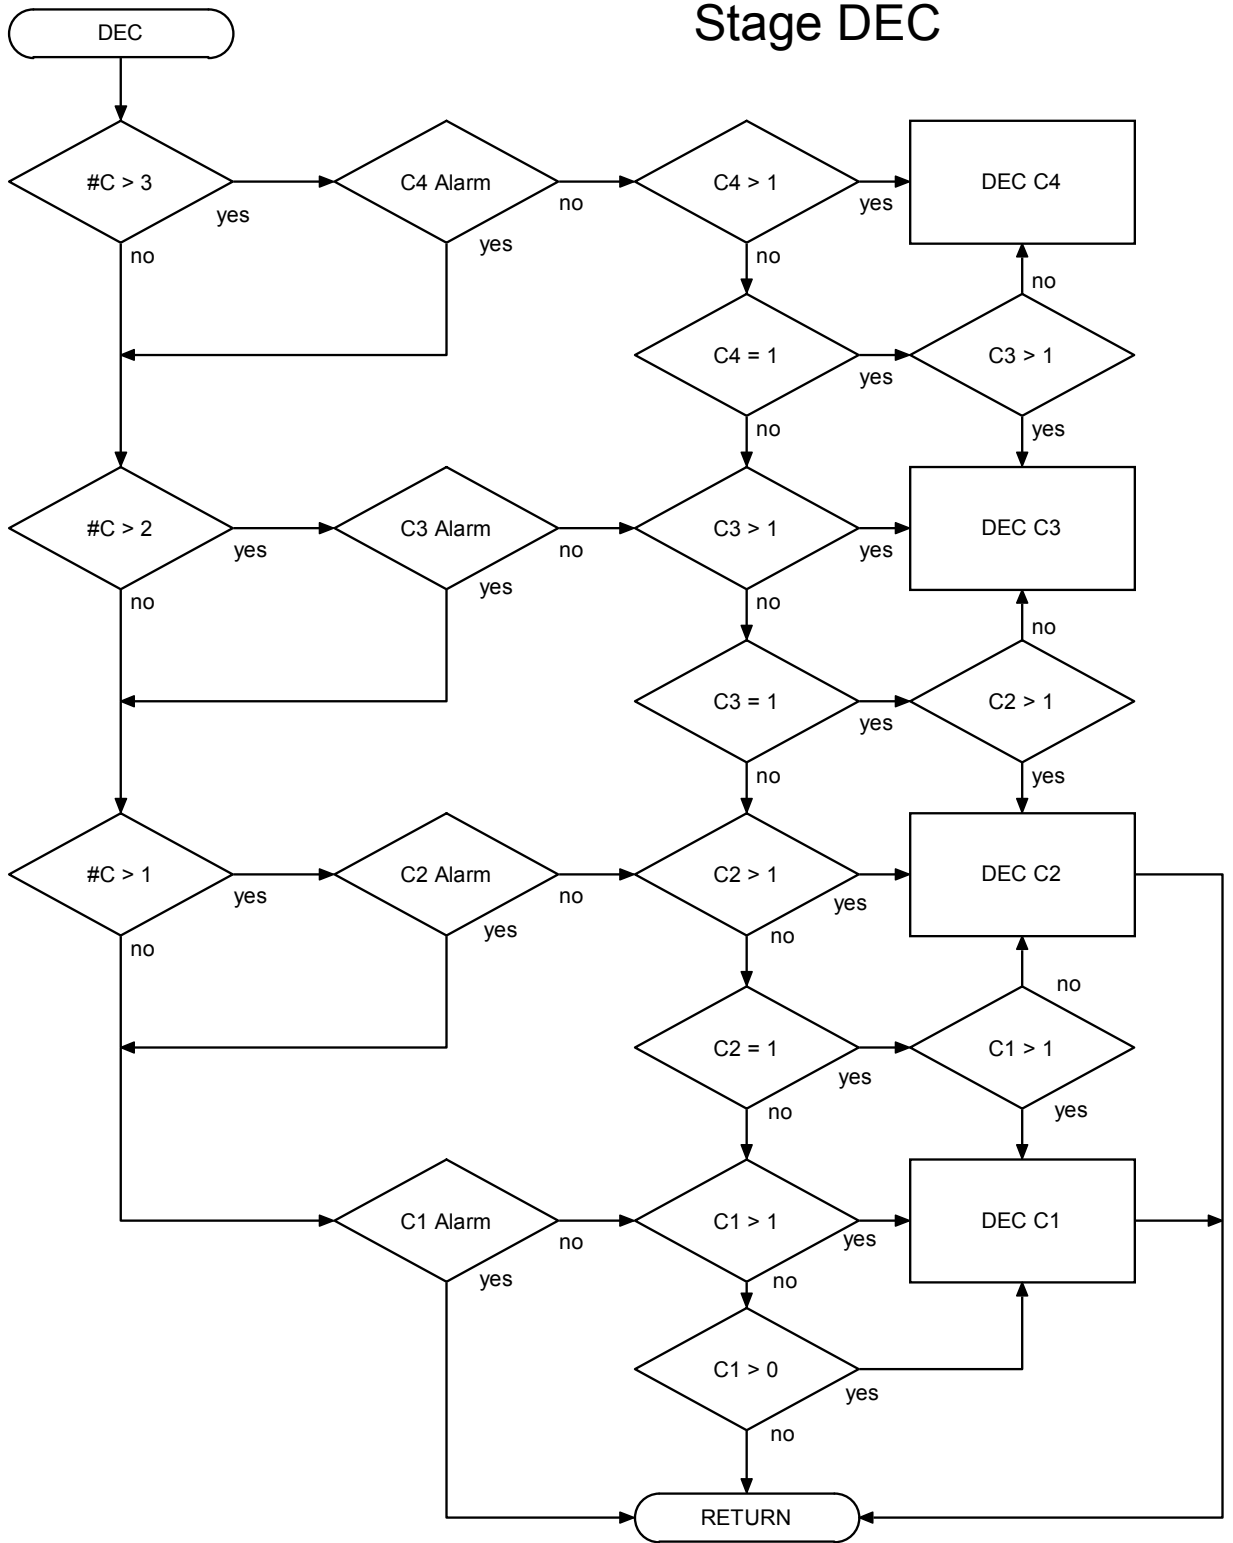 Stage DEC
DEC
#C > 3
yes
no
C4 Alarm
no
yes
C4 > 1
yes
no
DEC C4
no
C4 = 1
yes
no
C3 > 1
yes
#C > 2
yes
no
C3 Alarm
no
yes
C3 > 1
yes
no
DEC C3
no
C3 = 1
yes
no
C2 > 1
yes
#C > 1
yes
no
C2 Alarm
no
yes
C2 > 1
yes
no
DEC C2
no
C2 = 1
yes
no
C1 > 1
yes
C1 Alarm
no
yes
C1 > 1
yes
no
DEC C1
C1 > 0
yes
no
RETURN